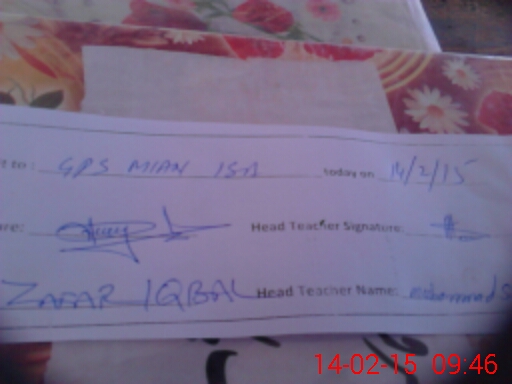 t to: GPS MIAN ISA today on 14/2/15
re: Head Teacher Signature:
ZAFAR IQBAL Head Teacher Name: mohammad S
14-02-15 09:46